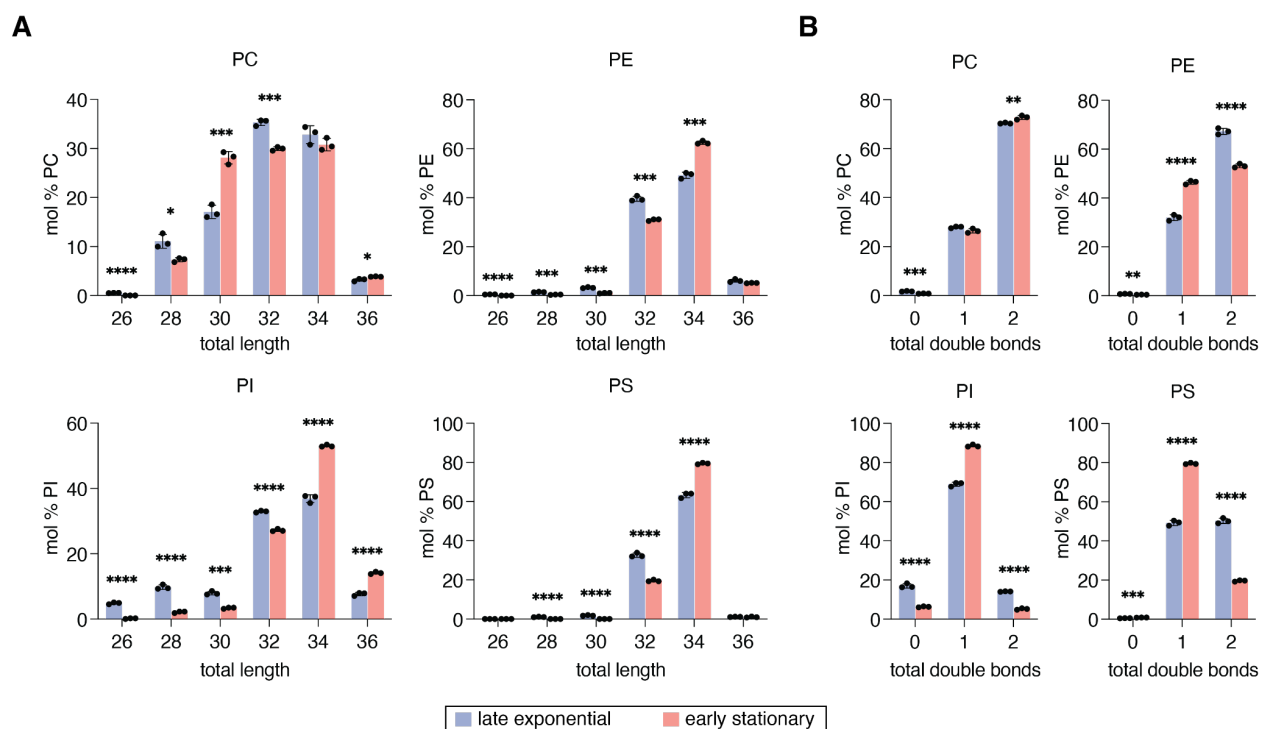 A
B
PC
PE
PC
PE
40
30
20
10
0
mol % PC
****
*
***
***
*
26 28 30 32 34 36
total length
80
60
40
20
0
mol % PE
****
***
***
***
***
26 28 30 32 34 36
total length
80
60
40
20
0
mol % PC
***
**
0 1 2
total double bonds
80
60
40
20
0
mol % PE
**
****
****
0 1 2
total double bonds
PI
PS
PI
PS
60
40
20
0
mol % PI
****
****
***
****
****
****
26 28 30 32 34 36
total length
100
80
60
40
20
0
mol % PS
****
****
****
****
26 28 30 32 34 36
total length
100
80
60
40
20
0
mol % PI
****
****
****
0 1 2
total double bonds
100
80
60
40
20
0
mol % PS
***
****
****
0 1 2
total double bonds
late exponential early stationary